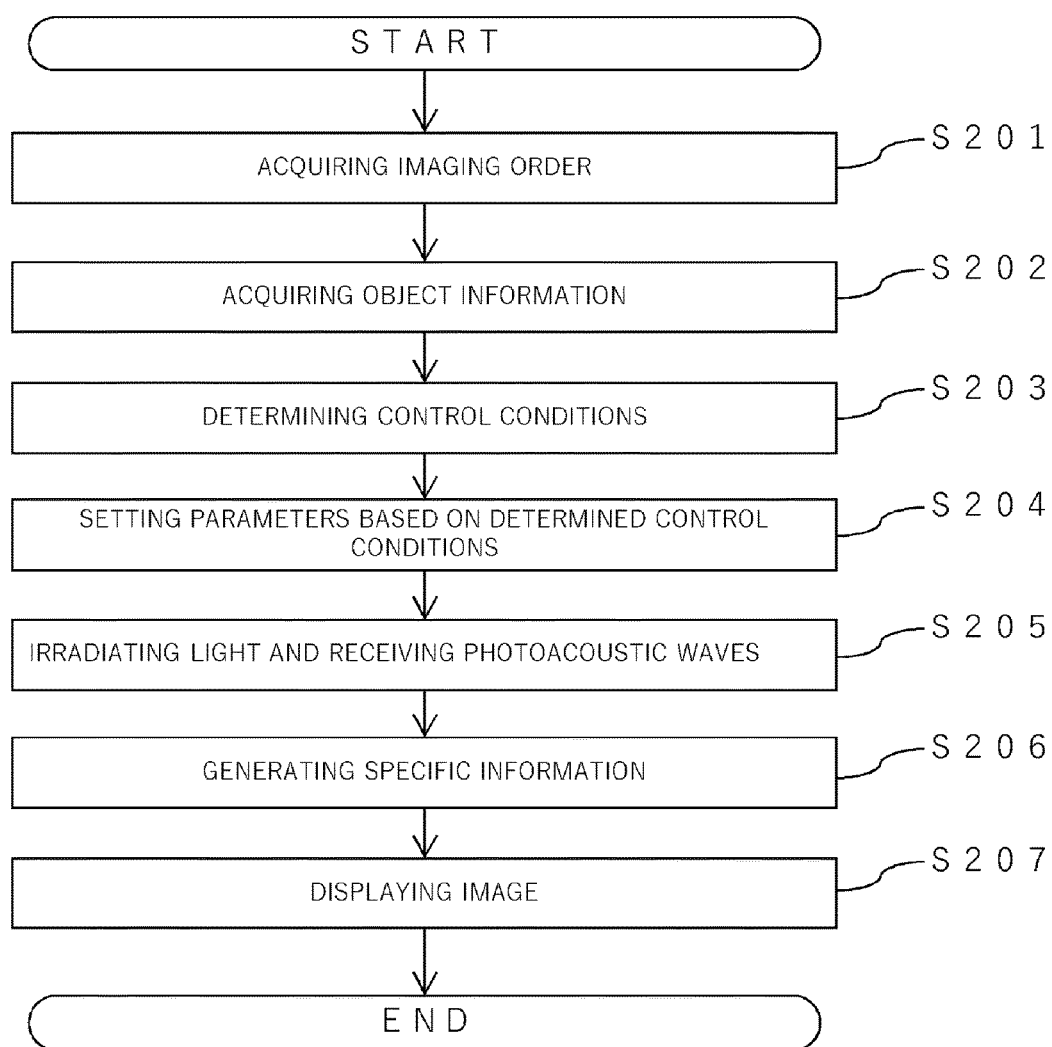 START
ACQUIRING IMAGING ORDER
S201
ACQUIRING OBJECT INFORMATION
S202
DETERMINING CONTROL CONDITIONS
S203
SETTING PARAMETERS BASED ON DETERMINED CONTROL
CONDITIONS
S204
IRRADIATING LIGHT AND RECEIVING PHOTOACOUSTIC WAVES
S205
GENERATING SPECIFIC INFORMATION
S206
DISPLAYING IMAGE
S207
END